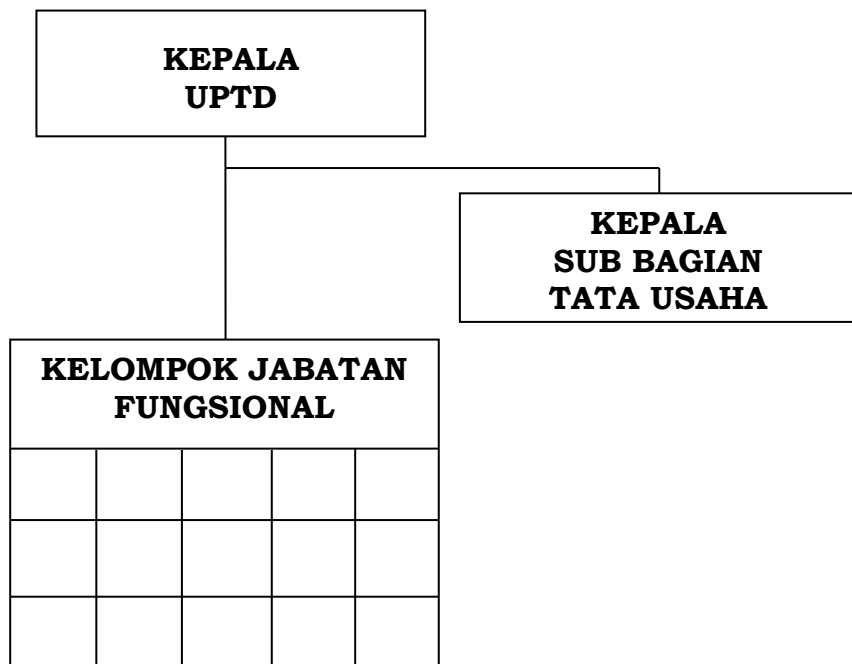 KEPALA
UPTD
KEPALA
SUB BAGIAN
TATA USAHA
KELOMPOK JABATAN
FUNGSIONAL